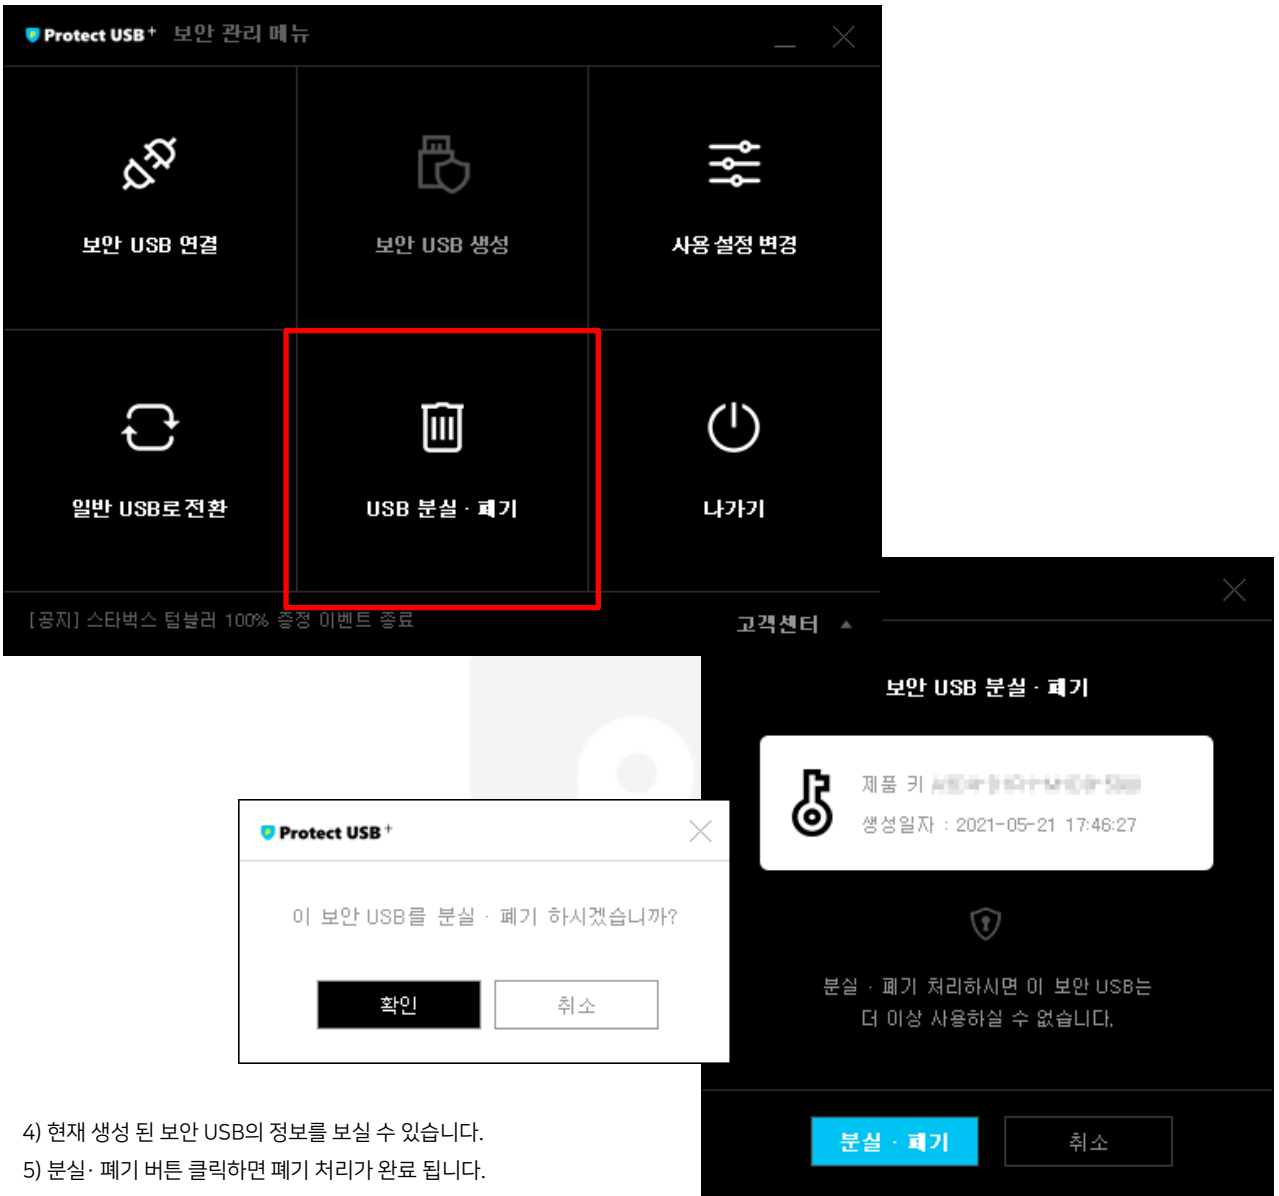 Protect USB+ 보안 관리 메뉴
보안 USB 연결
보안 USB 생성
사용 설정 변경
일반 USB로 전환
USB 분실 · 폐기
나가기
[공지] 스타벅스 텀블러 100% 증정 이벤트 종료
고객센터
보안 USB 분실 · 폐기
제품 키
생성일자 : 2021-05-21 17:46:27
분실 · 폐기 처리하시면 이 보안 USB는
더 이상 사용하실 수 없습니다.
분실 · 폐기
취소
Protect USB+
이 보안 USB를 분실 · 폐기 하시겠습니까?
확인
취소
4) 현재 생성 된 보안 USB의 정보를 보실 수 있습니다.
5) 분실· 폐기 버튼 클릭하면 폐기 처리가 완료 됩니다.